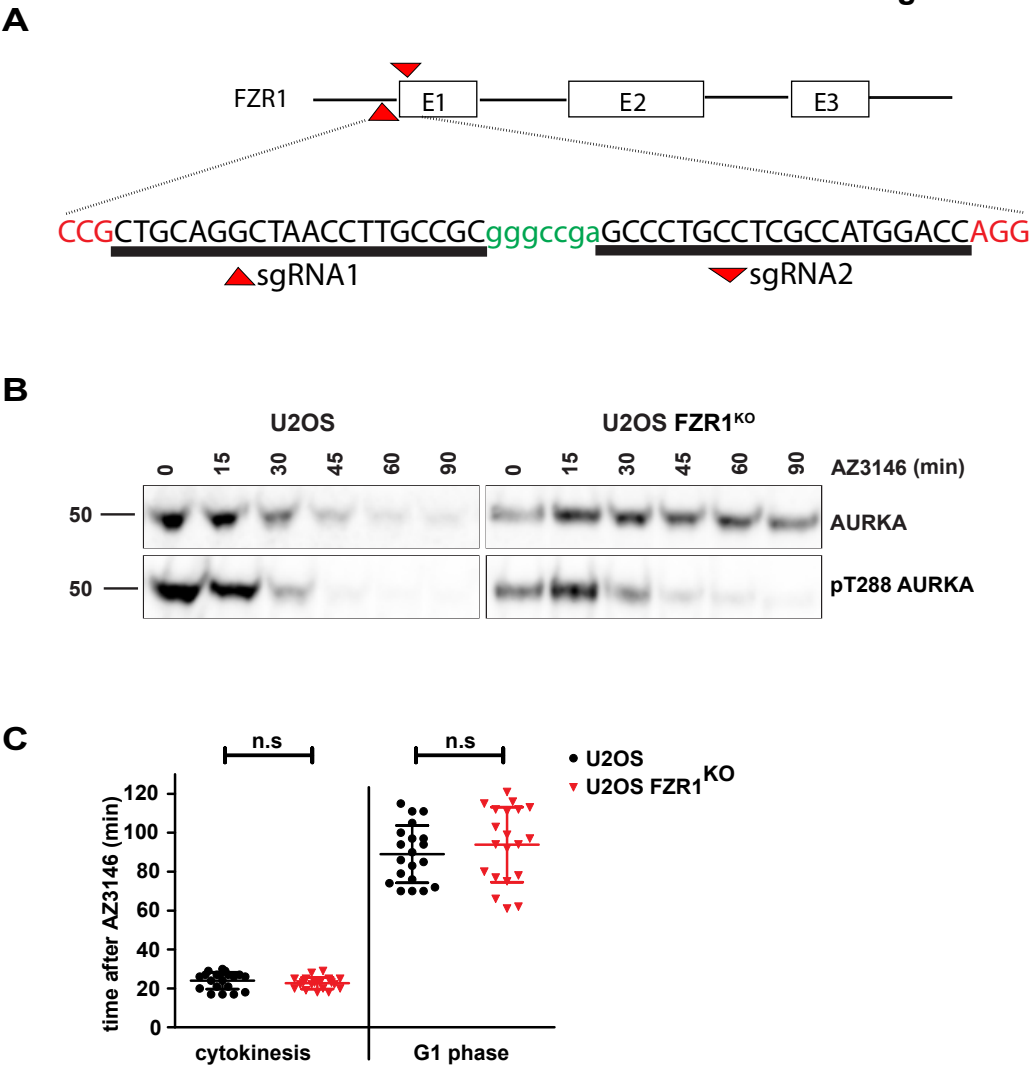 g
A
FZR1 E1 E2 E3
CCGCTGCAGGCTAACCTTGCCGCgggccgaGCCCTGCCTCGCCATGGACCAGG
sgRNA1 sgRNA2
B
U2OS U2OS FZR1KO
0 15 30 45 60 90 0 15 30 45 60 90 AZ3146 (min)
50 AURKA
50 pT288 AURKA
C
n.s n.s
U2OS
U2OS FZR1KO
time after AZ3146 (min)
120
100
80
60
40
20
0
cytokinesis G1 phase